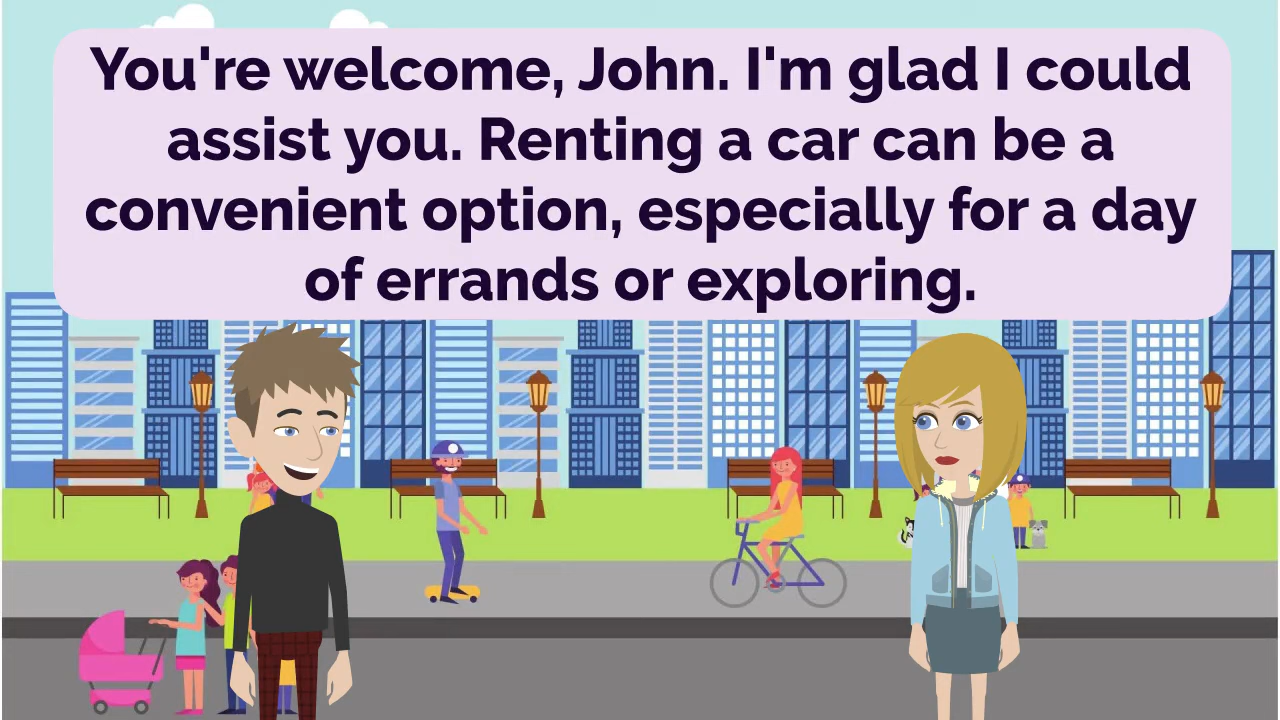 You're welcome, John. I'm glad I could
assist you. Renting a car can be a
convenient option, especially for a day
of errands or exploring.